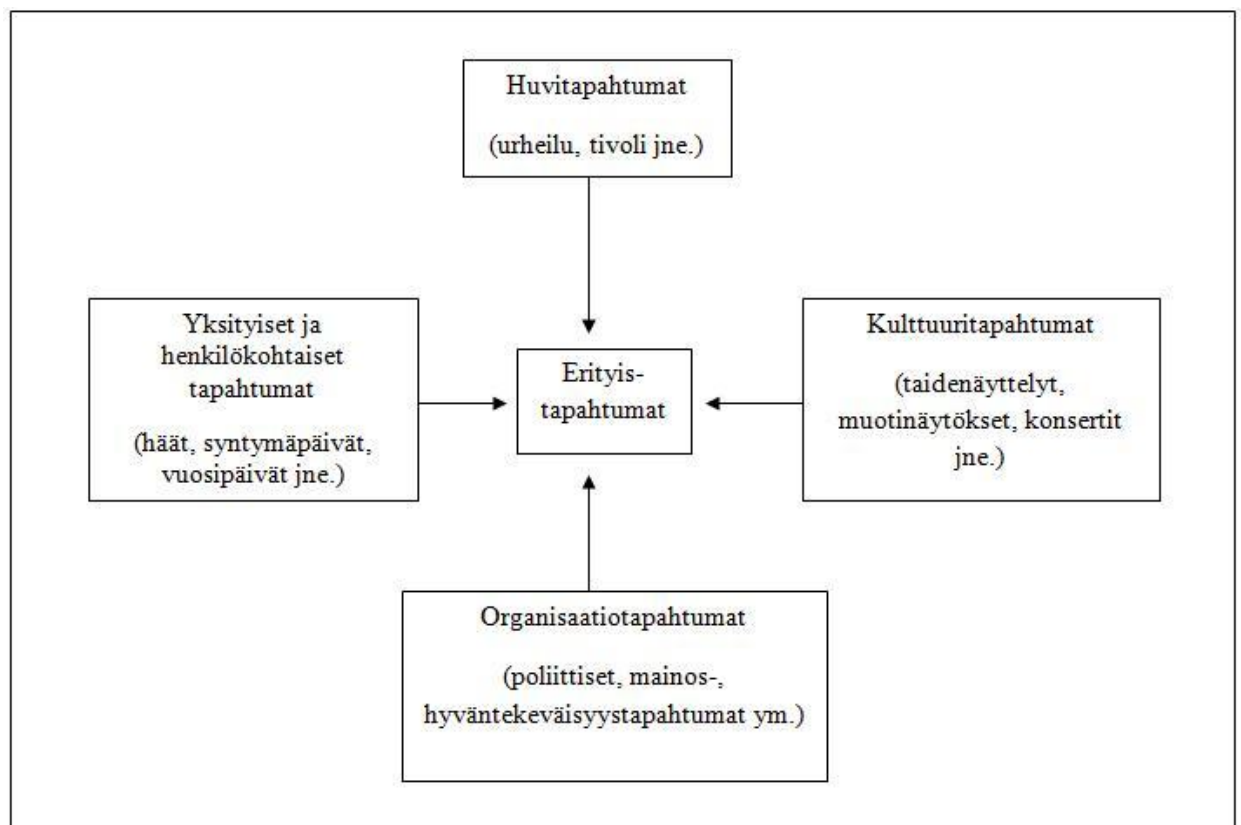 Huvitapahtumat
(urheilu, tivoli jne.)
Yksityiset ja
henkilökohtaiset
tapahtumat
(häät, syntymäpäivät,
vuosipäivät jne.)
Erityis-
tapahtumat
Kulttuuritapahtumat
(taidenäyttelyt,
muotinäytökset, konsertit
jne.)
Organisaatiotapahtumat
(poliittiset, mainos-,
hyväntekeväisyystapahtumat ym.)